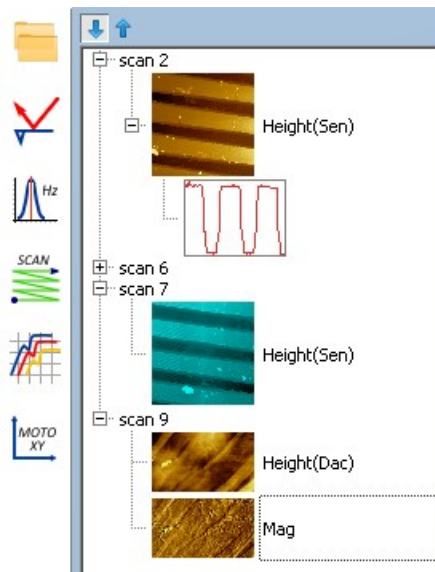 scan 2
Height(Sen)
Hz
SCAN
scan 6
scan 7
Height(Sen)
MOTO
XY
scan 9
Height(Dac)
Mag